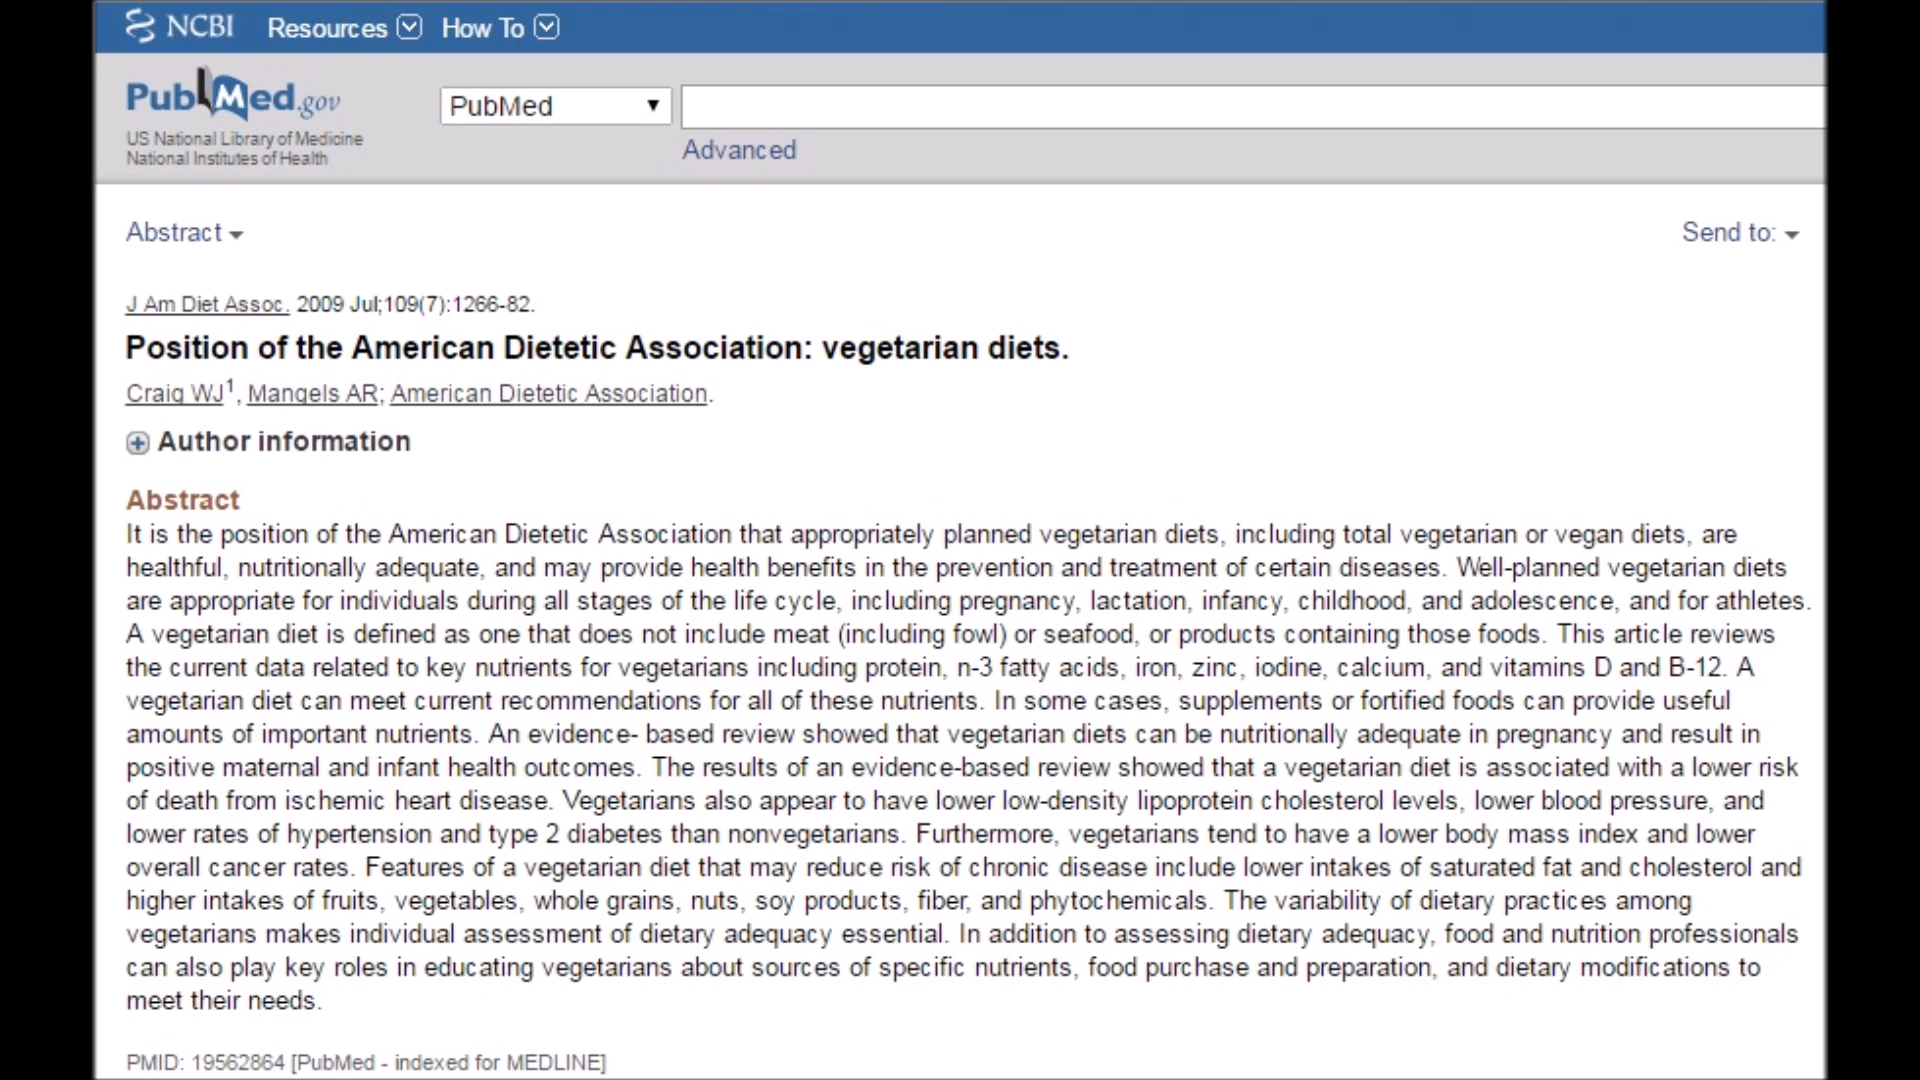 NCBI Resources How To
PubMed.gov
US National Library of Medicine
National Institutes of Health
PubMed
Advanced
Abstract
Send to:
J Am Diet Assoc. 2009 Jul;109(7):1266-82.
Position of the American Dietetic Association: vegetarian diets.
Craig WJ1, Mangels AR; American Dietetic Association.
Author information
Abstract
It is the position of the American Dietetic Association that appropriately planned vegetarian diets, including total vegetarian or vegan diets, are
healthful, nutritionally adequate, and may provide health benefits in the prevention and treatment of certain diseases. Well-planned vegetarian diets
are appropriate for individuals during all stages of the life cycle, including pregnancy, lactation, infancy, childhood, and adolescence, and for athletes.
A vegetarian diet is defined as one that does not include meat (including fowl) or seafood, or products containing those foods. This article reviews
the current data related to key nutrients for vegetarians including protein, n-3 fatty acids, iron, zinc, iodine, calcium, and vitamins D and B-12. A
vegetarian diet can meet current recommendations for all of these nutrients. In some cases, supplements or fortified foods can provide useful
amounts of important nutrients. An evidence- based review showed that vegetarian diets can be nutritionally adequate in pregnancy and result in
positive maternal and infant health outcomes. The results of an evidence-based review showed that a vegetarian diet is associated with a lower risk
of death from ischemic heart disease. Vegetarians also appear to have lower low-density lipoprotein cholesterol levels, lower blood pressure, and
lower rates of hypertension and type 2 diabetes than nonvegetarians. Furthermore, vegetarians tend to have a lower body mass index and lower
overall cancer rates. Features of a vegetarian diet that may reduce risk of chronic disease include lower intakes of saturated fat and cholesterol and
higher intakes of fruits, vegetables, whole grains, nuts, soy products, fiber, and phytochemicals. The variability of dietary practices among
vegetarians makes individual assessment of dietary adequacy essential. In addition to assessing dietary adequacy, food and nutrition professionals
can also play key roles in educating vegetarians about sources of specific nutrients, food purchase and preparation, and dietary modifications to
meet their needs.
PMID: 19562864 [PubMed - indexed for MEDLINE]